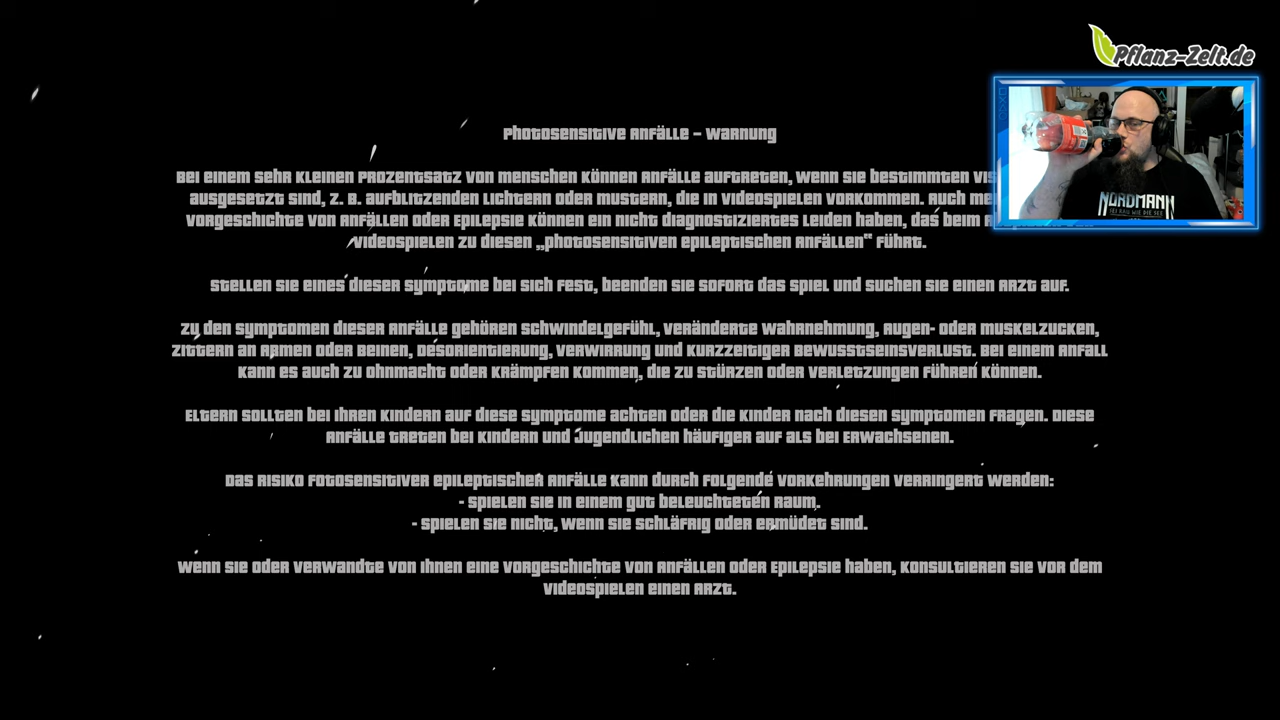 Pflanz-Zelt.de
Photosensitive Anfälle – Warnung
Bei einem sehr kleinen Prozentsatz von Menschen können Anfälle auftreten, wenn sie bestimmten
ausgesetzt sind, z. B. aufblitzenden Lichtern oder Mustern, die in Videospielen vorkommen. Auch
Vorgeschichte von Anfällen oder Epilepsie können ein nicht diagnostiziertes Leiden haben, das beim
Videospielen zu diesen „photosensitiven epileptischen Anfällen" führt.
Stellen Sie eines dieser Symptome bei sich fest, beenden Sie sofort das Spiel und suchen Sie einen Arzt auf.
Zu den Symptomen dieser Anfälle gehören Schwindelgefühl, veränderte Wahrnehmung, Augen- oder Muskelzucken,
Zittern an Armen oder Beinen, Desorientierung, Verwirrung und kurzzeitiger Bewusstseinsverlust. Bei einem Anfall
kann es auch zu Ohnmacht oder Krämpfen kommen, die zu Stürzen oder Verletzungen führen können.
Eltern sollten bei ihren Kindern auf diese Symptome achten oder die Kinder nach diesen Symptomen fragen. Diese
Anfälle treten bei Kindern und Jugendlichen häufiger auf als bei Erwachsenen.
Das Risiko fotosensitiver epileptischer Anfälle kann durch folgende Vorkehrungen verringert werden:
- Spielen Sie in einem gut beleuchteten Raum.
- Spielen Sie nicht, wenn Sie schläfrig oder ermüdet sind.
Wenn Sie oder Verwandte von Ihnen eine Vorgeschichte von Anfällen oder Epilepsie haben, konsultieren Sie vor dem
Videospielen einen Arzt.
NORDMANN